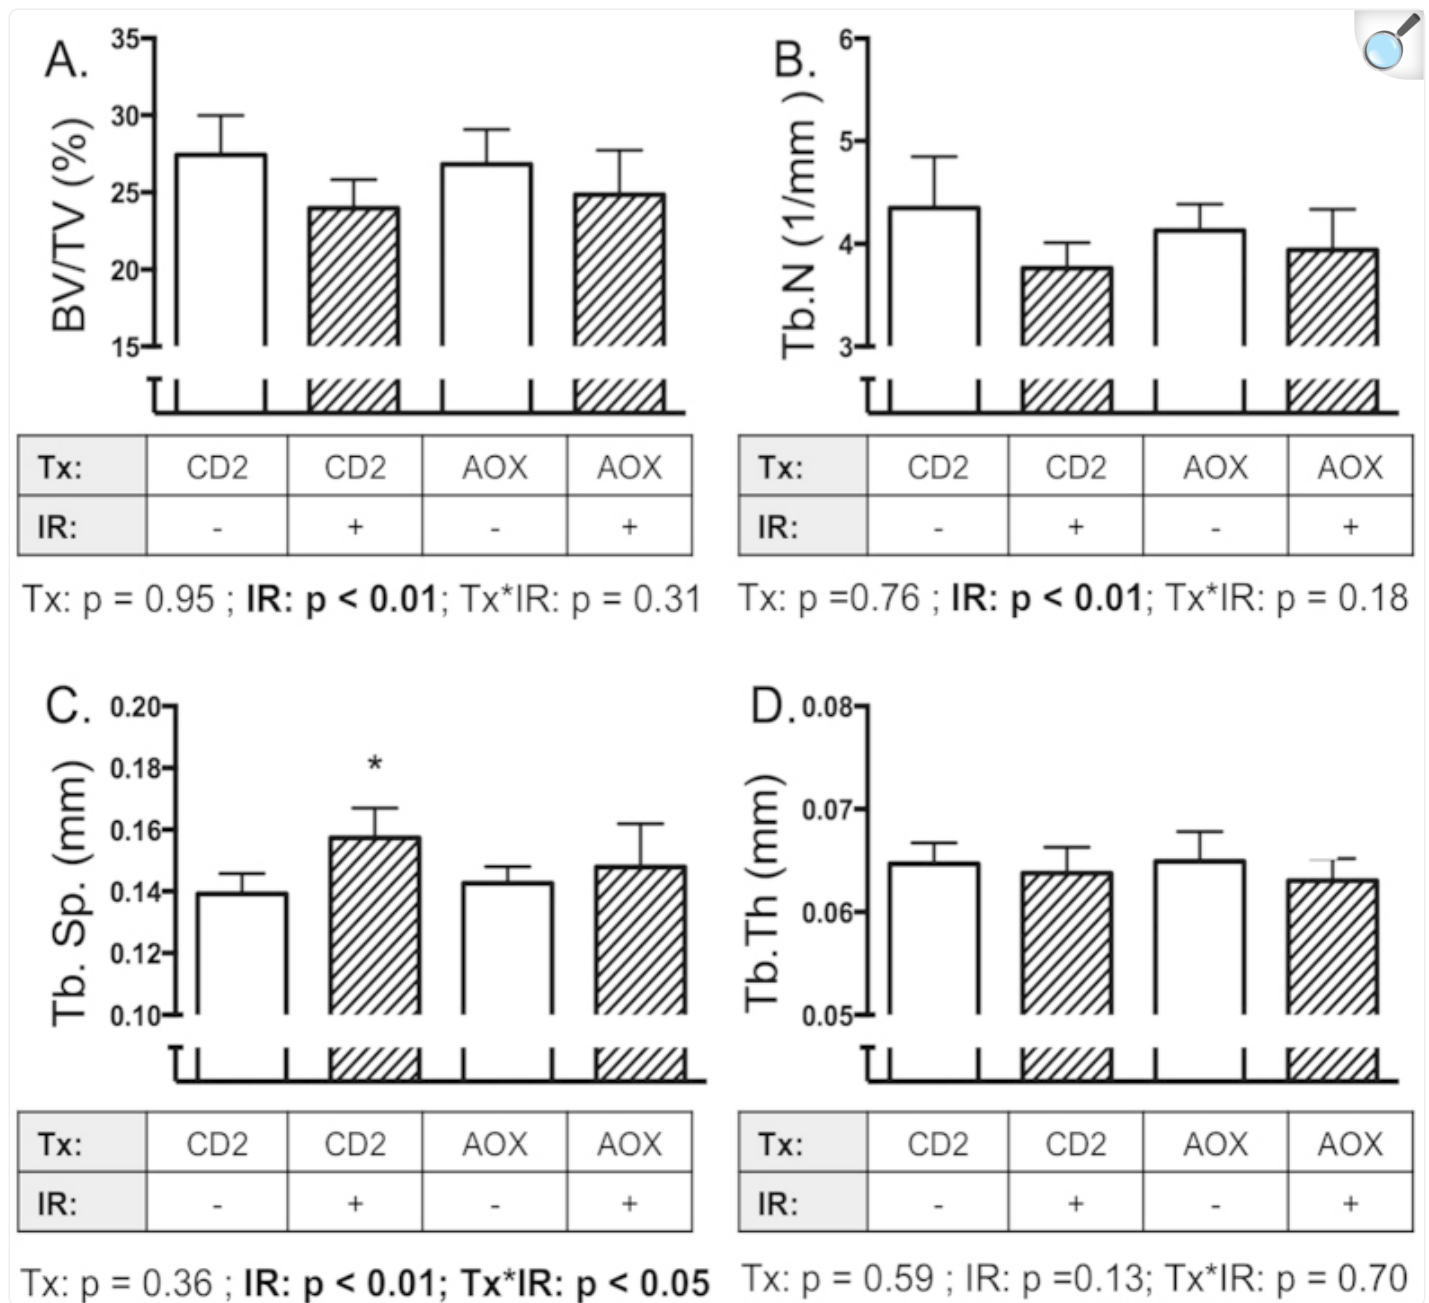 A.
BV/TV (%)
35
30
25
20
15
Tx: CD2 CD2 AOX AOX
IR: - + - +
Tx: p = 0.95 ; IR: p < 0.01; Tx*IR: p = 0.31
B.
Tb.N (1/mm )
6
5
4
3
Tx: CD2 CD2 AOX AOX
IR: - + - +
Tx: p =0.76 ; IR: p < 0.01; Tx*IR: p = 0.18
C.
Tb. Sp. (mm)
0.20
0.18
0.16
0.14
0.12
0.10
*
Tx: CD2 CD2 AOX AOX
IR: - + - +
Tx: p = 0.36 ; IR: p < 0.01; Tx*IR: p < 0.05
D.
Tb. Th (mm)
0.08
0.07
0.06
0.05
Tx: CD2 CD2 AOX AOX
IR: - + - +
Tx: p = 0.59 ; IR: p =0.13; Tx*IR: p = 0.70